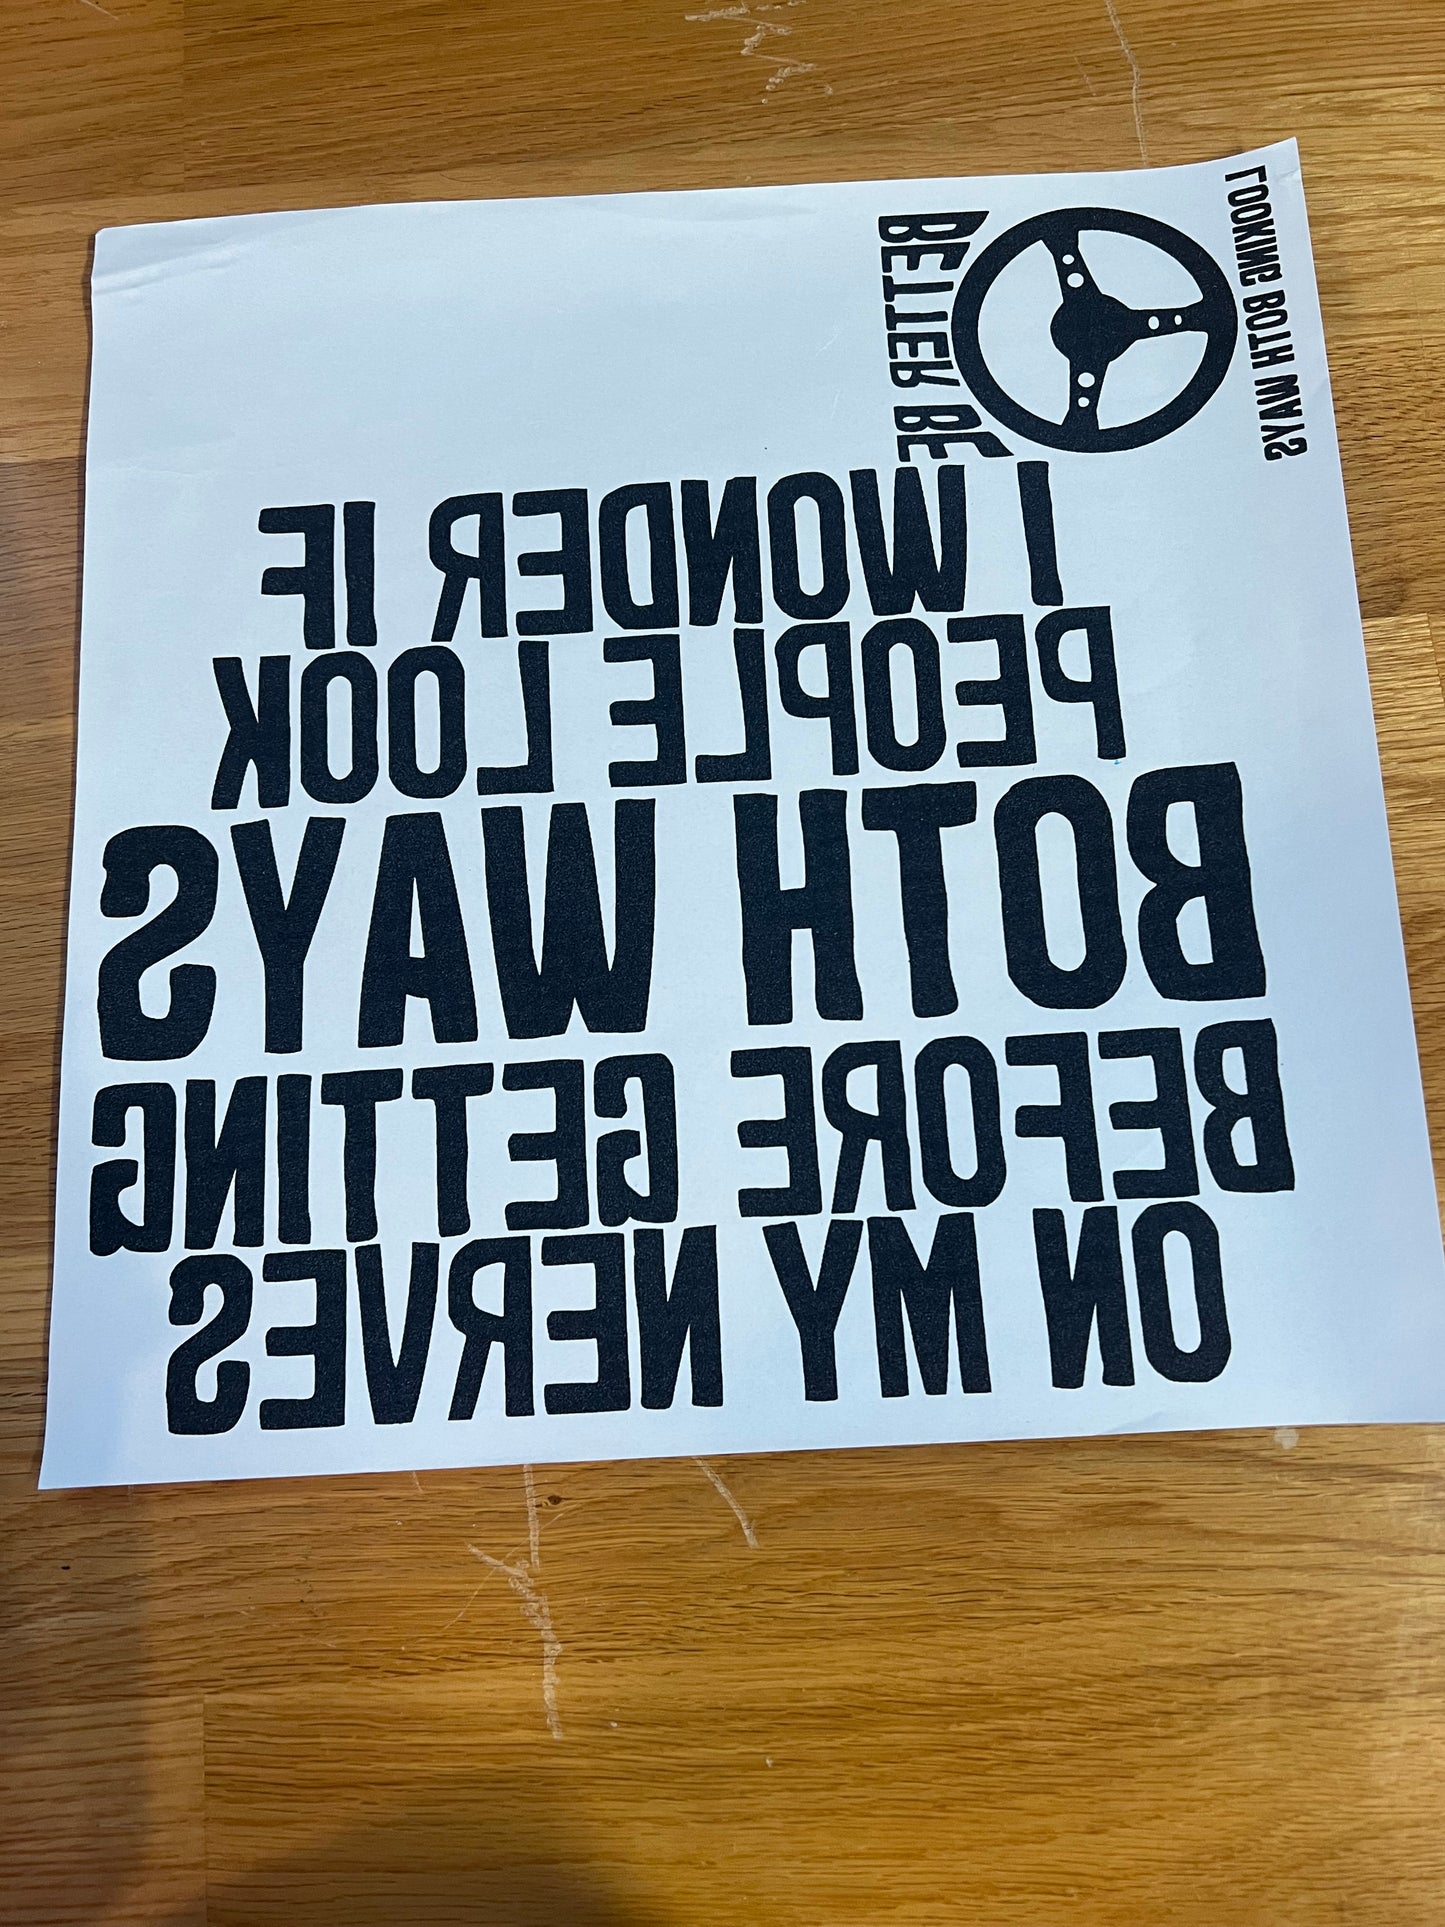 BETTER BE
LOOKING BOTH WAYS
I WONDER IF
PEOPLE LOOK
BOTH WAYS
BEFORE GETTING
ON MY NERVES